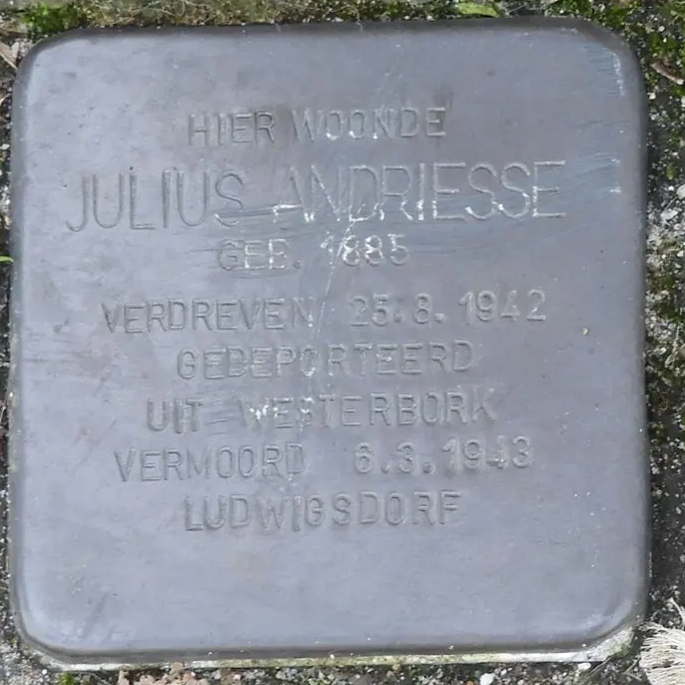 HIER WOONDE
JULIUS ANDRIESSE
GEB. 1885
VERDREVEN 25.8.1942
GEDEPORTEERD
UIT WESTERBORK
VERMOORD 6.3.1943
LUDWIGSDORF